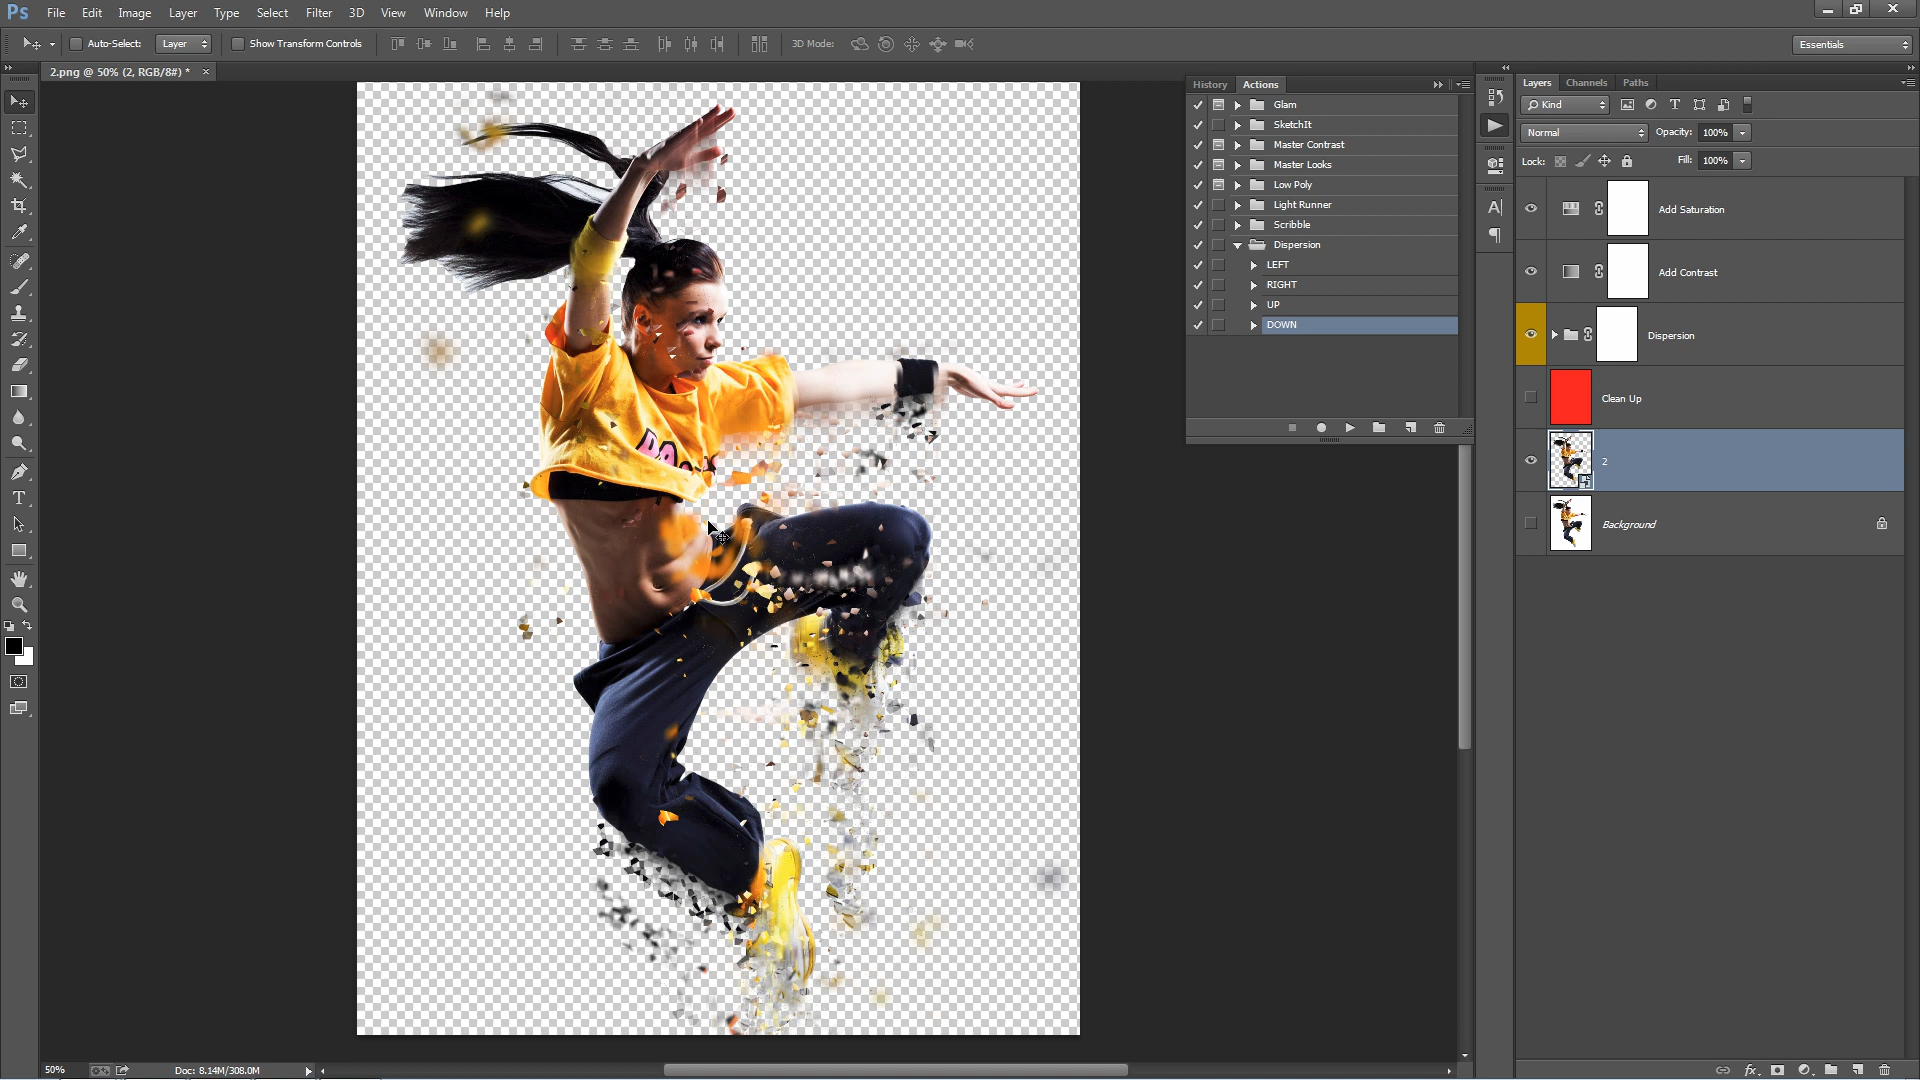 Ps File Edit Image Layer Type Select Filter 3D View Window Help
Auto-Select: Layer Show Transform Controls 3D Mode: Essentials
2.png @ 50% (2, RGB/8#) * ×
History Actions
Glam
SketchIt
Master Contrast
Master Looks
Low Poly
Light Runner
Scribble
Dispersion
LEFT
RIGHT
UP
DOWN
Layers Channels Paths
Kind
Normal Opacity: 100%
Lock: Fill: 100%
Add Saturation
Add Contrast
Dispersion
Clean Up
2
Background
50% Doc: 8.14M/308.0M